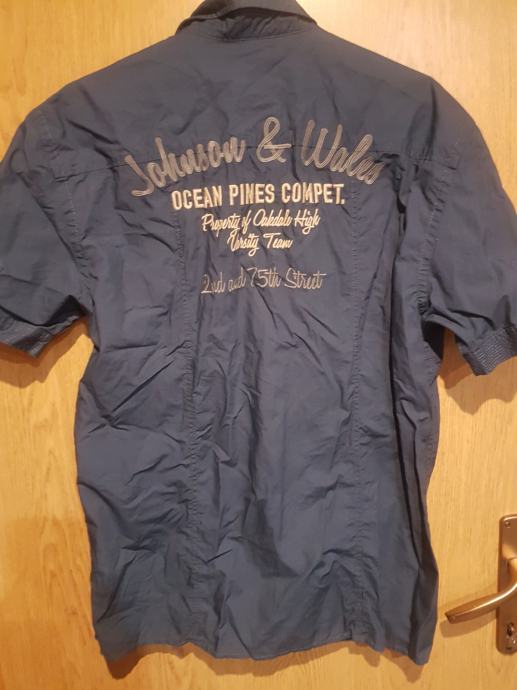 Johnson & Wales
OCEAN PINES COMPET.
Property of Oakdale High
Varsity Team
2nd and 75th Street